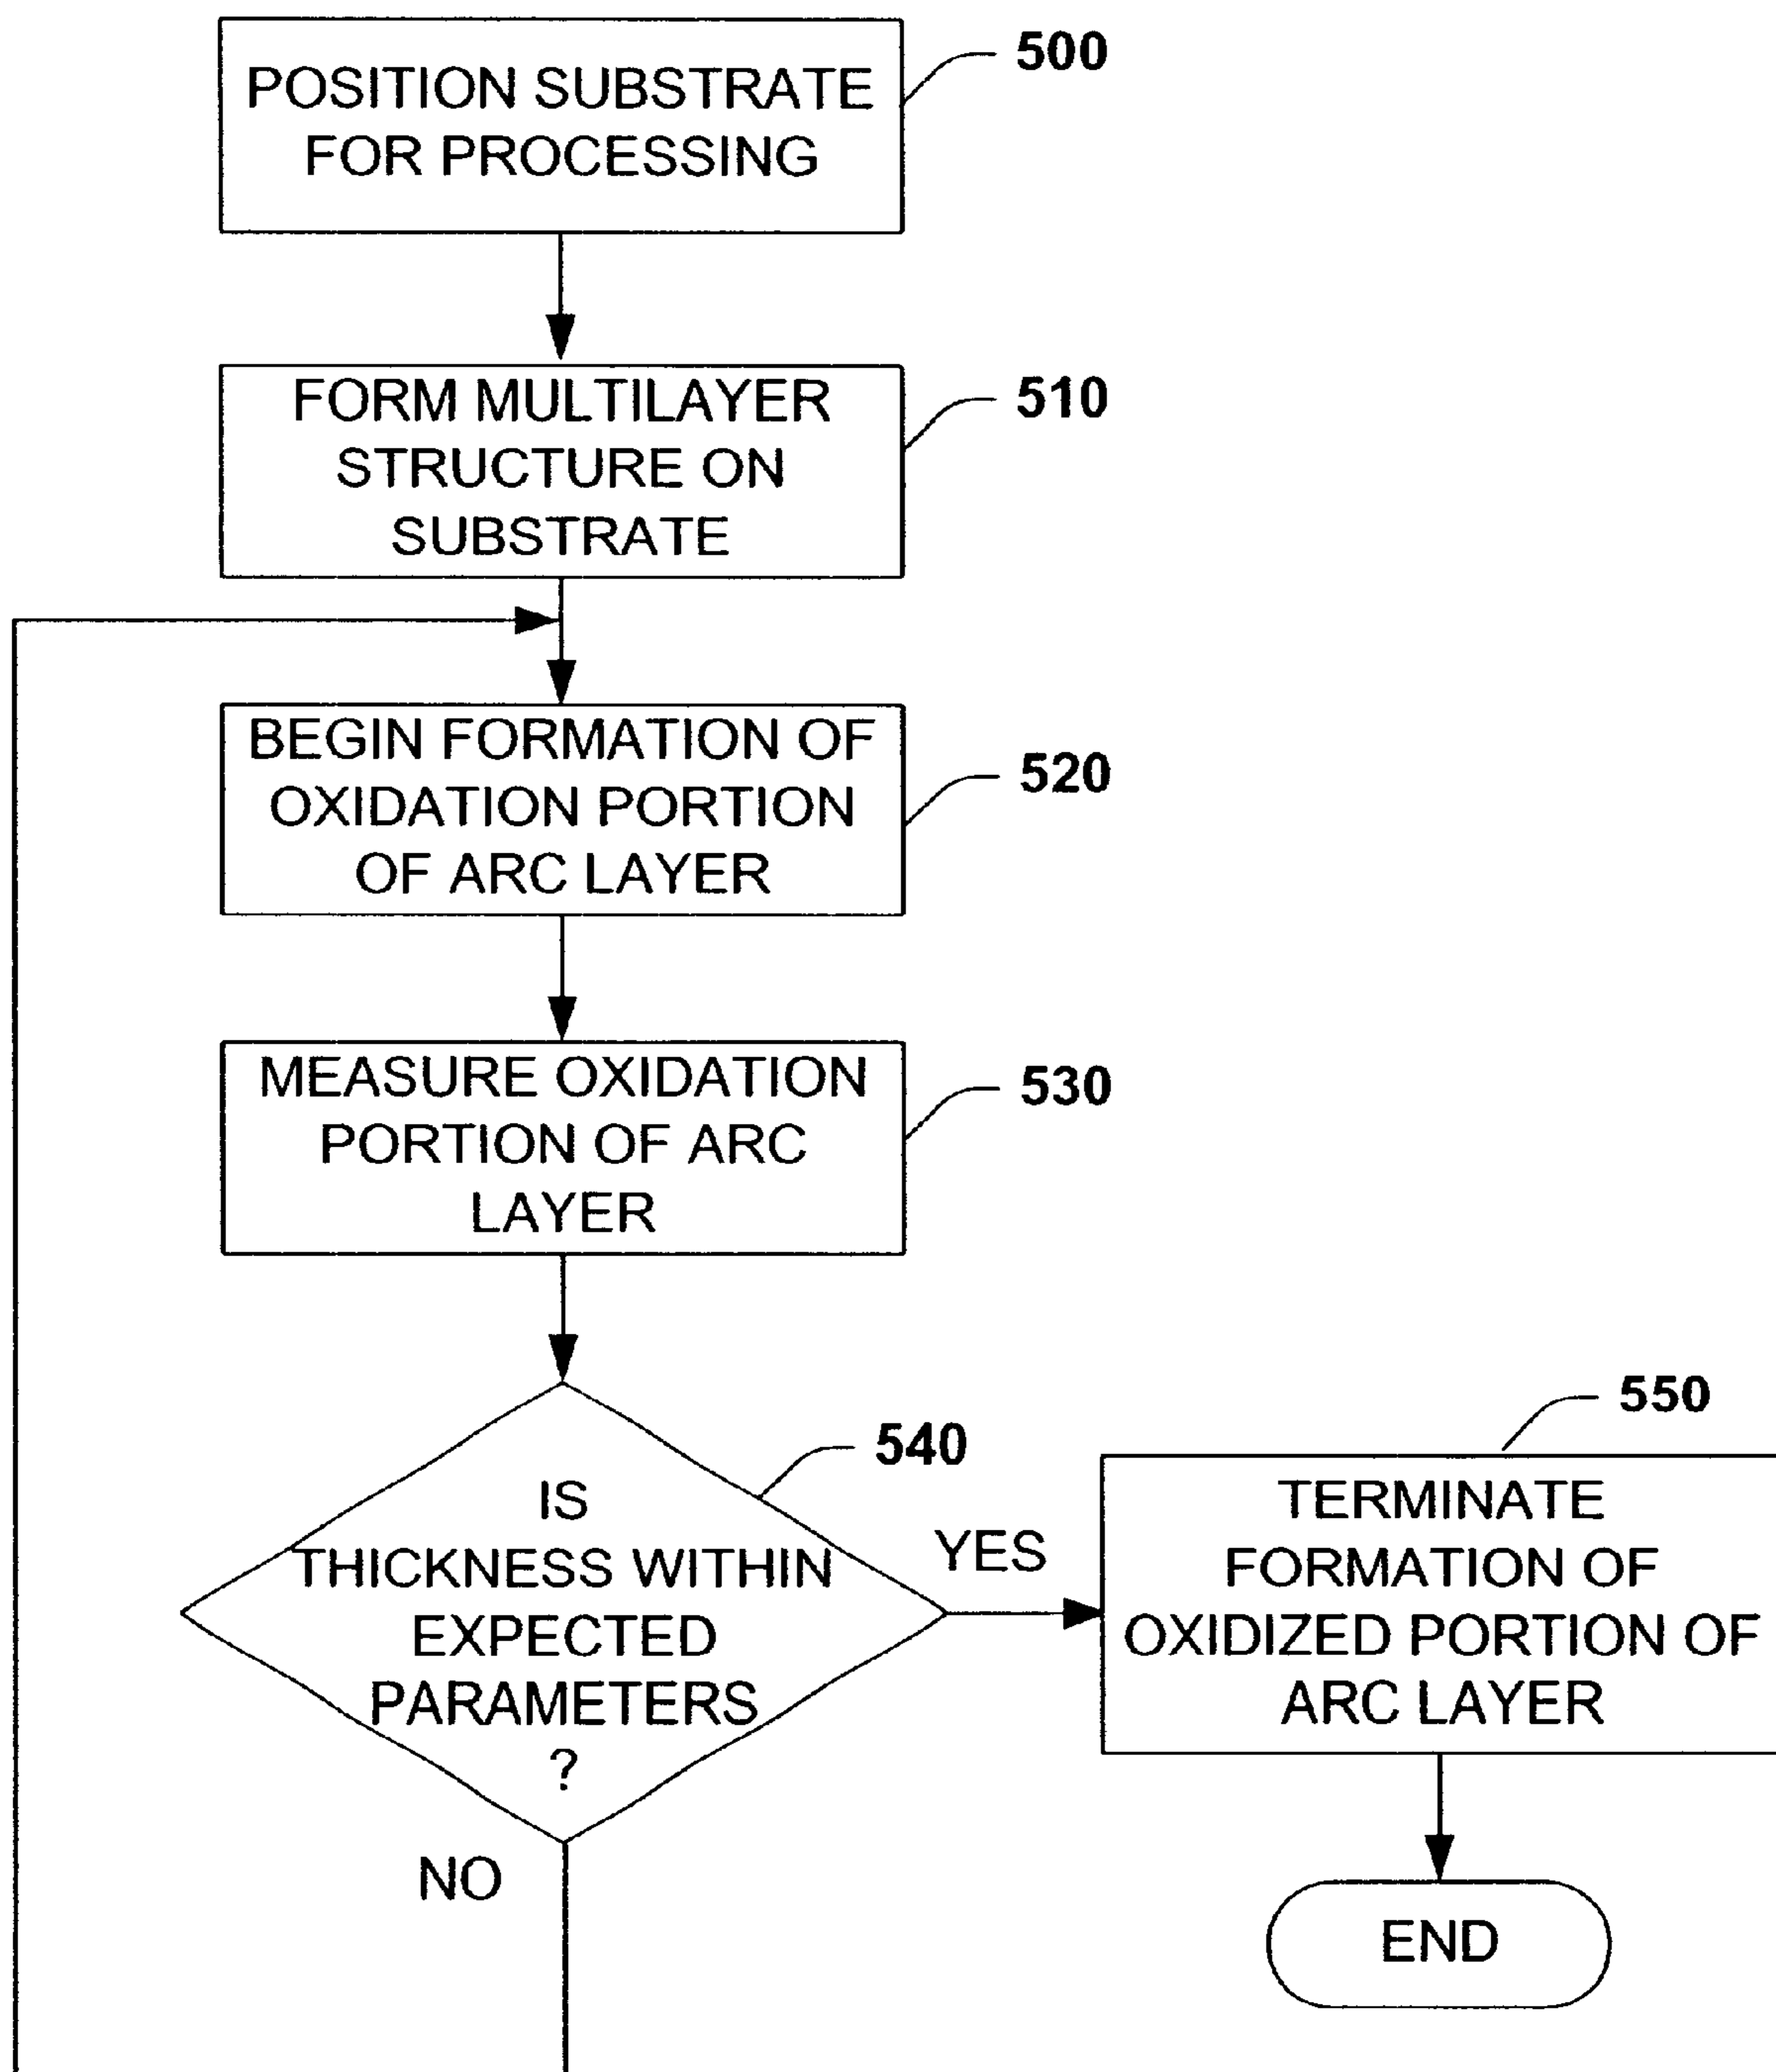 POSITION SUBSTRATE
FOR PROCESSING
500
FORM MULTILAYER
STRUCTURE ON
SUBSTRATE
510
BEGIN FORMATION OF
OXIDATION PORTION
OF ARC LAYER
520
MEASURE OXIDATION
PORTION OF ARC
LAYER
530
IS
THICKNESS WITHIN
EXPECTED
PARAMETERS
?
540
YES
NO
550
TERMINATE
FORMATION OF
OXIDIZED PORTION OF
ARC LAYER
END